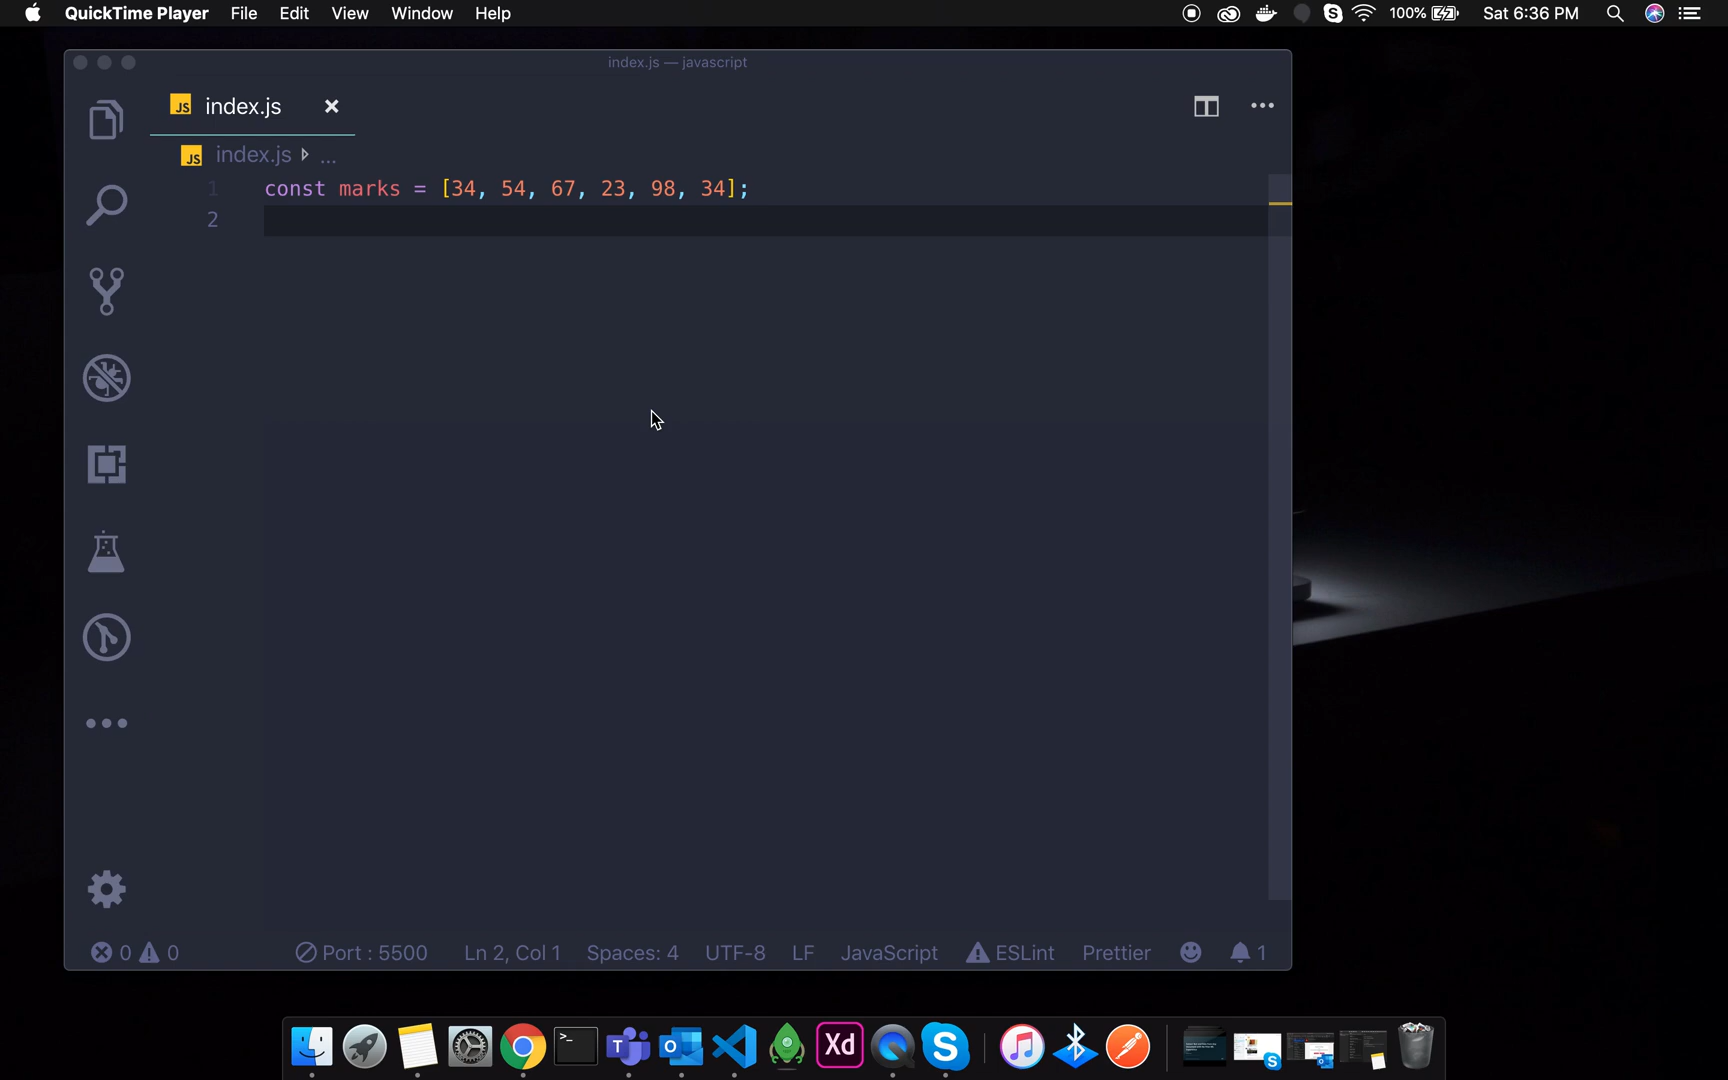 QuickTime Player File Edit View Window Help 100% Sat 6:36 PM
index.js — javascript
JS index.js
JS index.js ...
1 const marks = [34, 54, 67, 23, 98, 34];
2
0 0 Port : 5500 Ln 2, Col 1 Spaces: 4 UTF-8 LF JavaScript ESLint Prettier 1